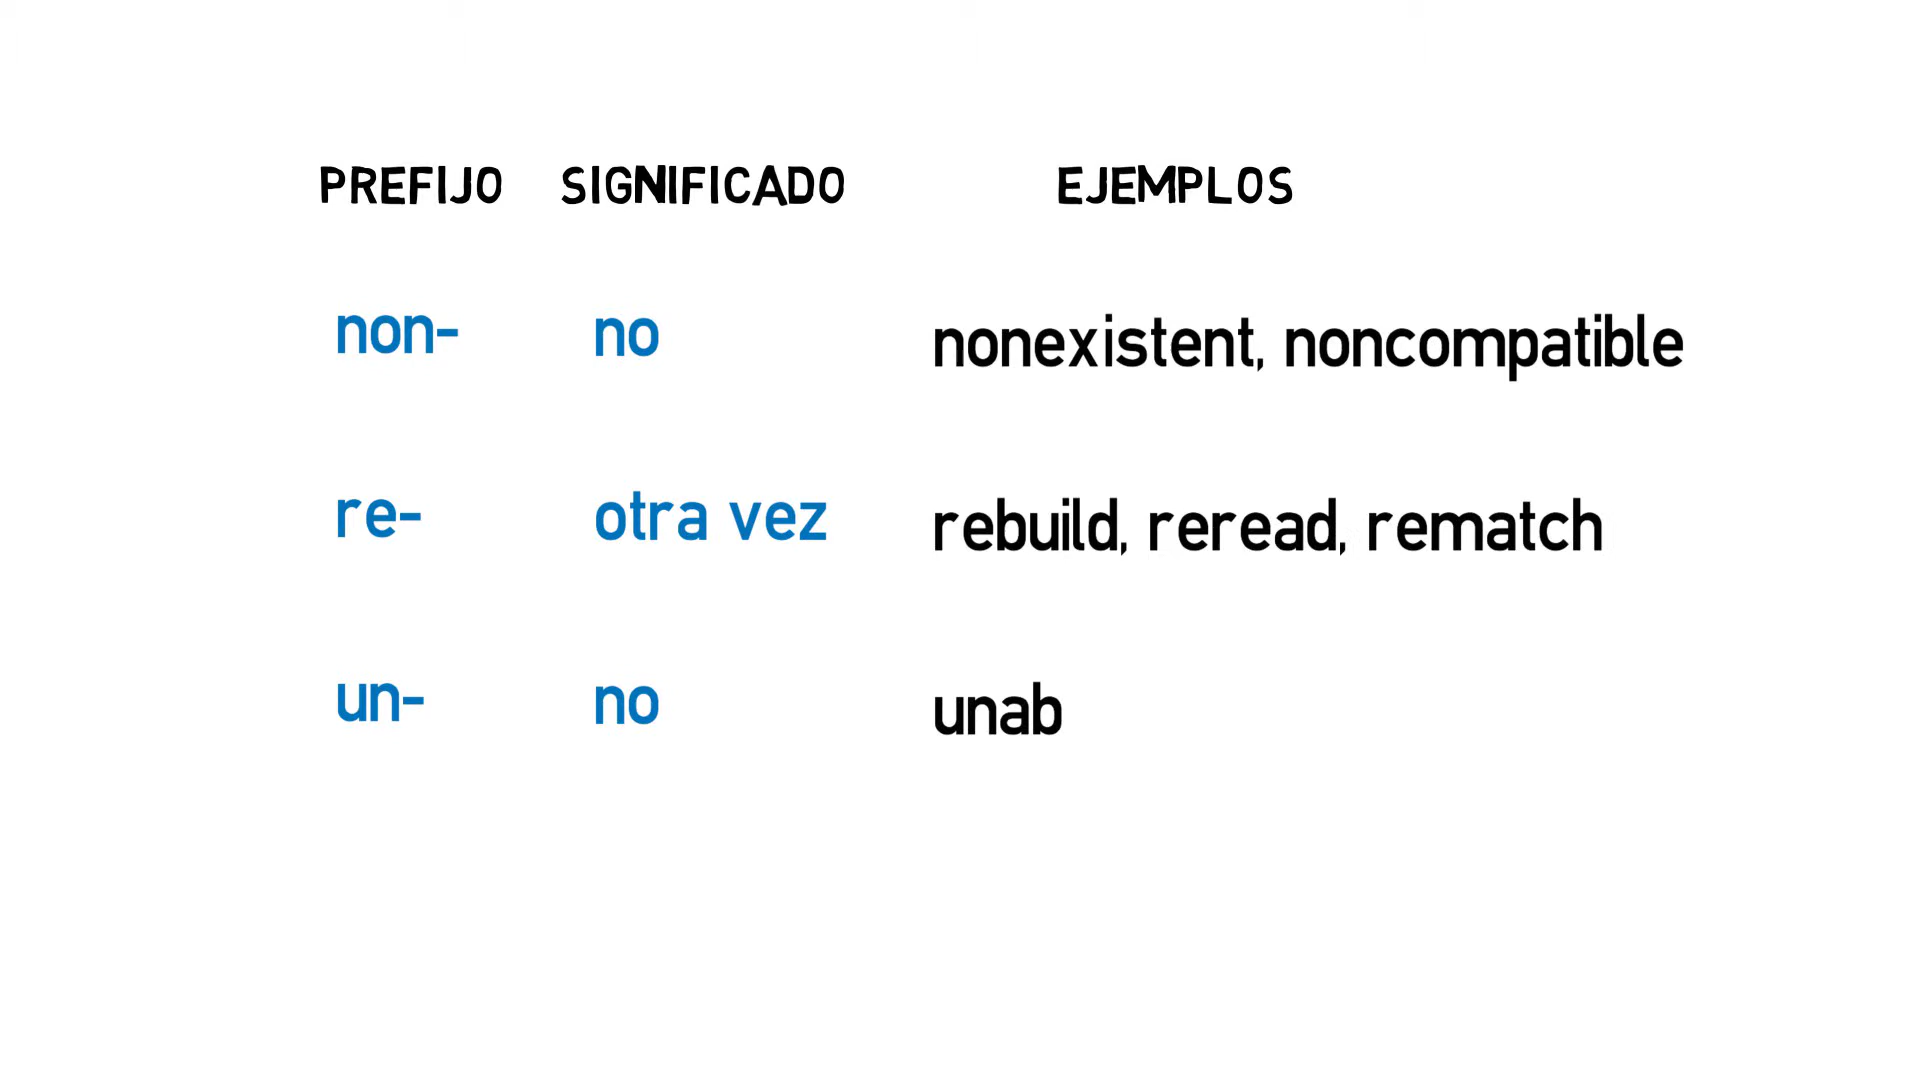 PREFIJO SIGNIFICADO EJEMPLOS
non- no nonexistent, noncompatible
re- otra vez rebuild, reread, rematch
un- no unab